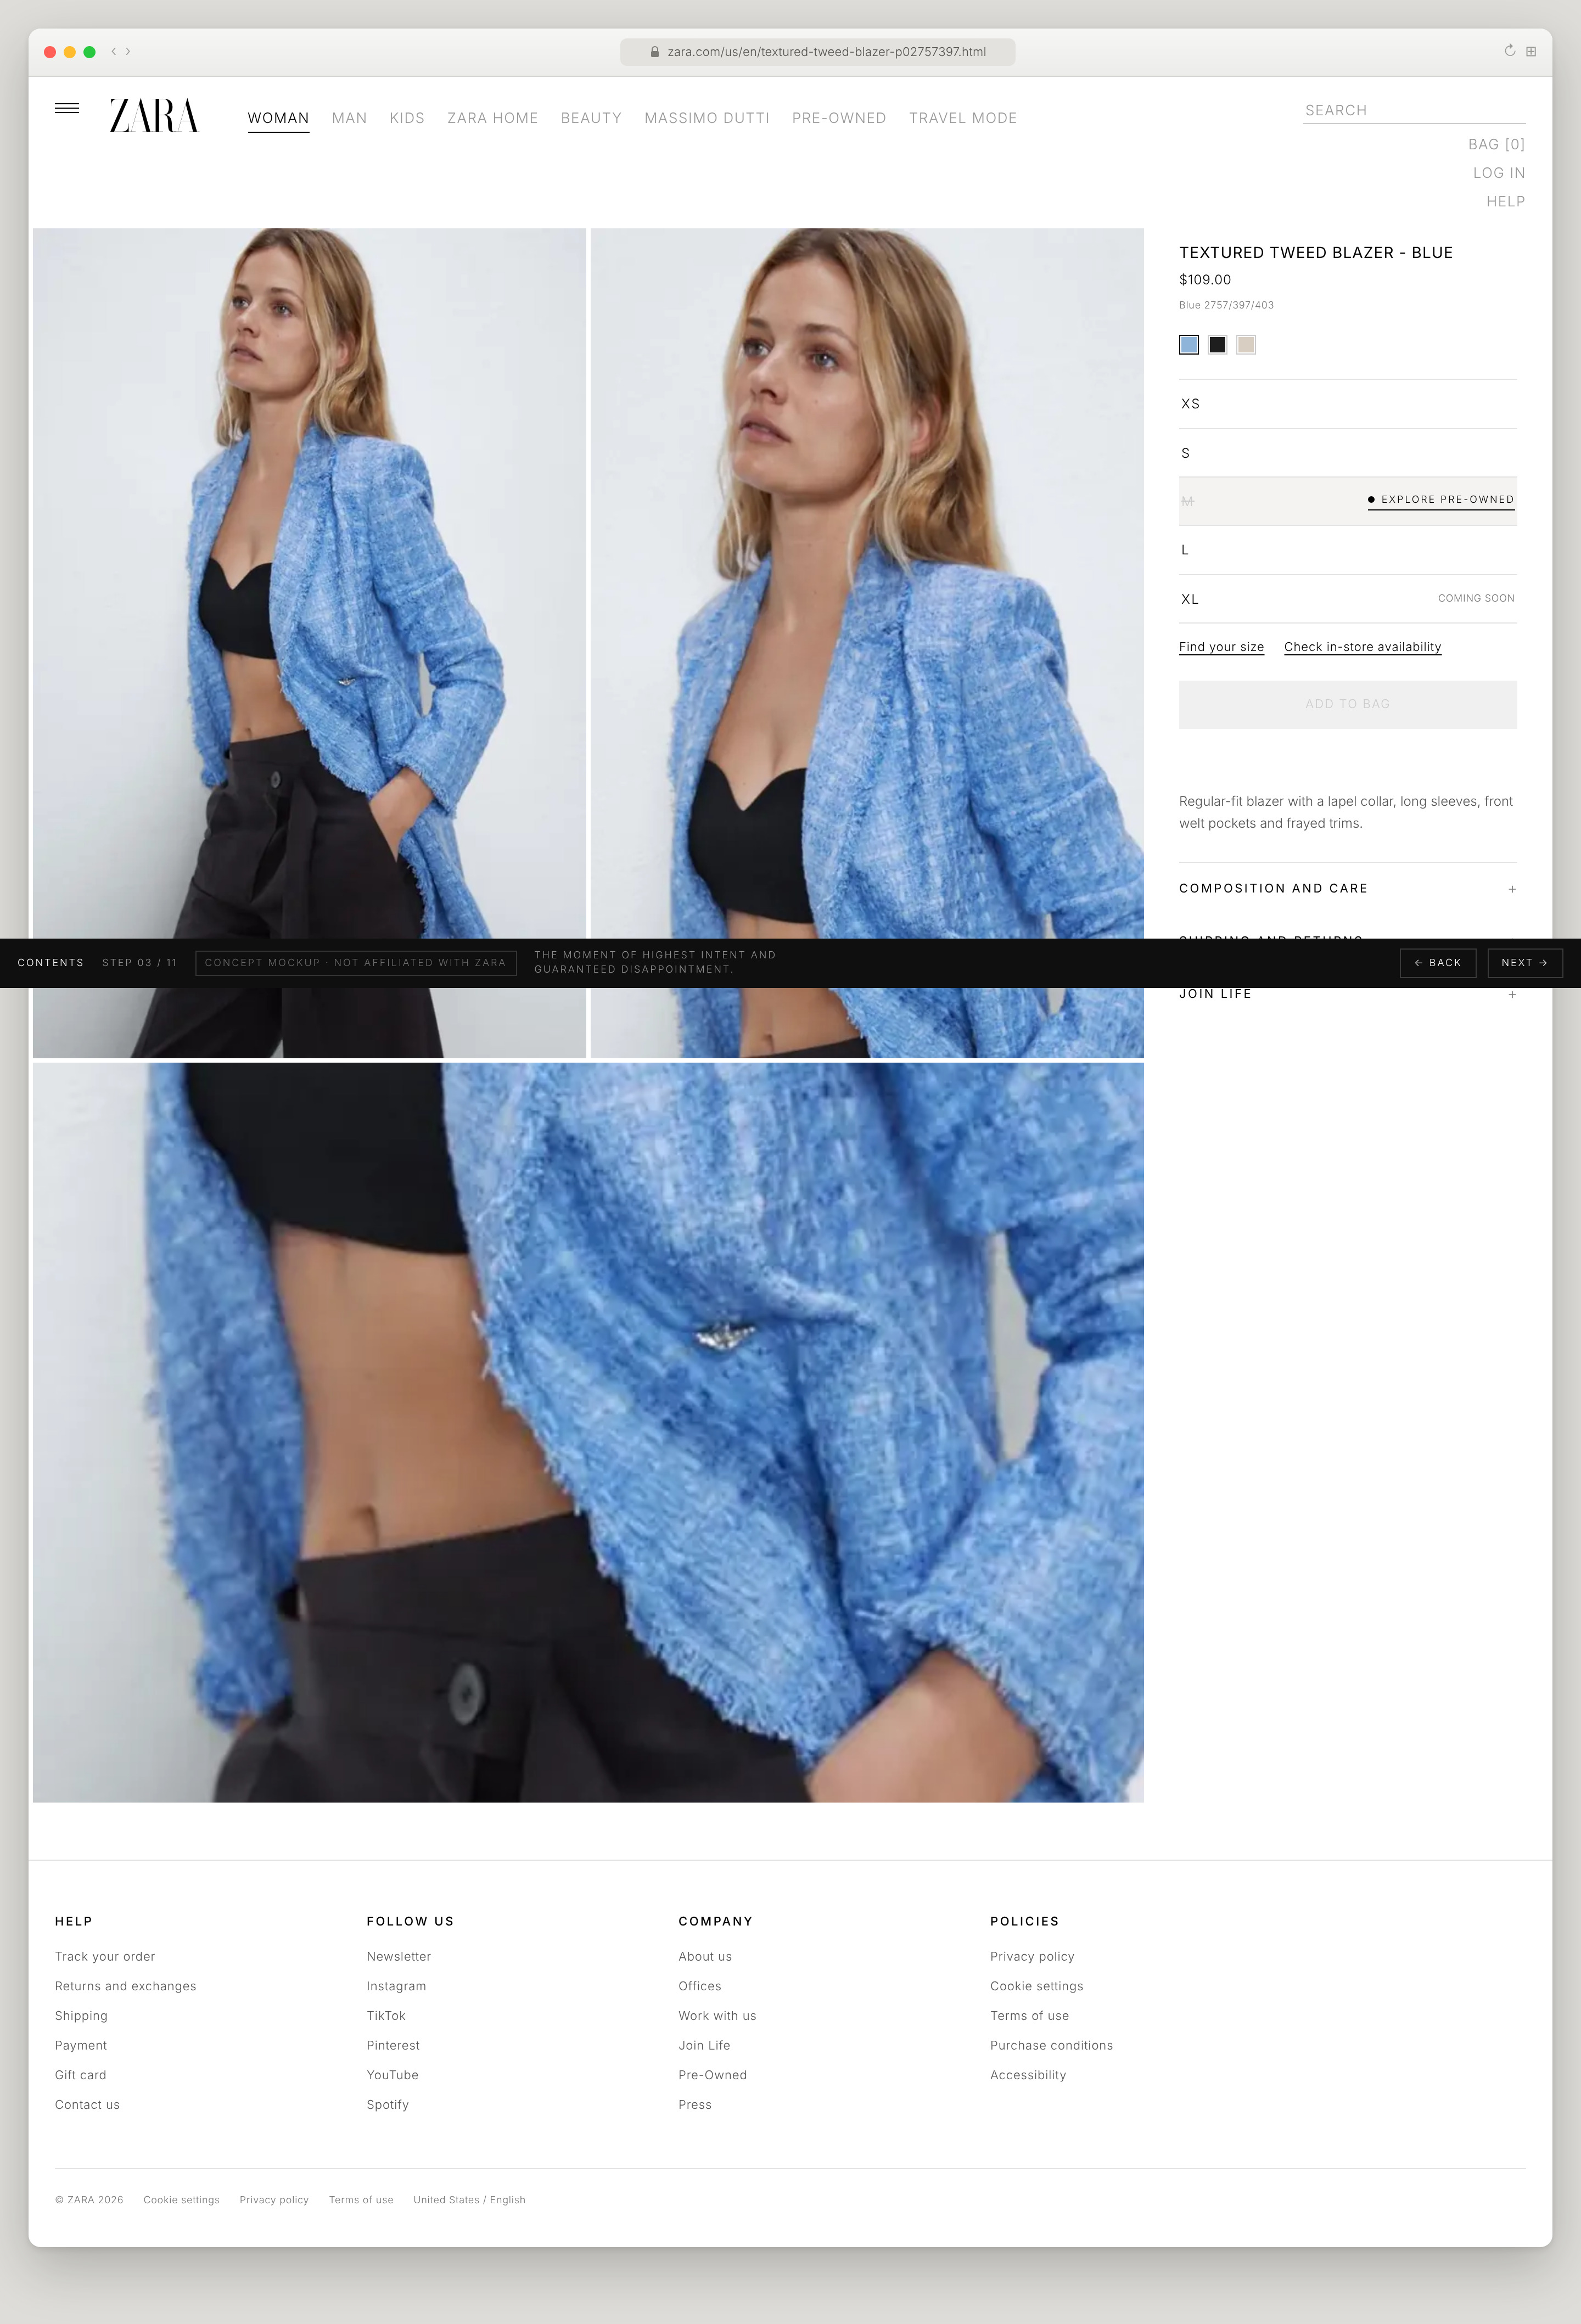 zara.com/us/en/textured-tweed-blazer-p02757397.html
ZARA
WOMAN MAN KIDS ZARA HOME BEAUTY MASSIMO DUTTI PRE-OWNED TRAVEL MODE
SEARCH
BAG [0]
LOG IN
HELP
TEXTURED TWEED BLAZER - BLUE
$109.00
Blue 2757/397/403
XS
S
M EXPLORE PRE-OWNED
L
XL COMING SOON
Find your size Check in-store availability
ADD TO BAG
Regular-fit blazer with a lapel collar, long sleeves, front
welt pockets and frayed trims.
COMPOSITION AND CARE +
CONTENTS STEP 03 / 11 CONCEPT MOCKUP · NOT AFFILIATED WITH ZARA
THE MOMENT OF HIGHEST INTENT AND
GUARANTEED DISAPPOINTMENT.
← BACK NEXT →
JOIN LIFE +
HELP
Track your order
Returns and exchanges
Shipping
Payment
Gift card
Contact us
FOLLOW US
Newsletter
Instagram
TikTok
Pinterest
YouTube
Spotify
COMPANY
About us
Offices
Work with us
Join Life
Pre-Owned
Press
POLICIES
Privacy policy
Cookie settings
Terms of use
Purchase conditions
Accessibility
© ZARA 2026 Cookie settings Privacy policy Terms of use United States / English